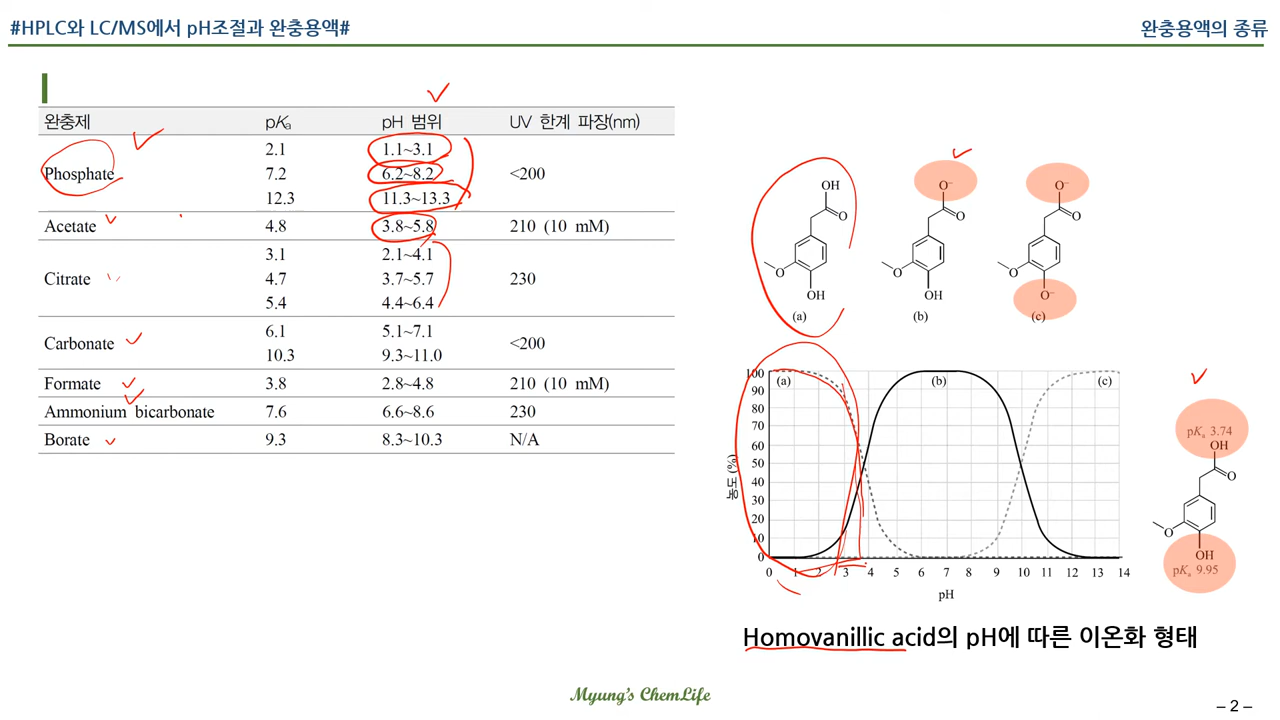 #HPLC와 LC/MS에서 pH조절과 완충용액#
완충용액의 종류
완충제 pKa pH 범위 UV 한계 파장(nm)
Phosphate 2.1 1.1~3.1 <200
7.2 6.2~8.2
12.3 11.3~13.3
Acetate 4.8 3.8~5.8 210 (10 mM)
Citrate 3.1 2.1~4.1 230
4.7 3.7~5.7
5.4 4.4~6.4
Carbonate 6.1 5.1~7.1 <200
10.3 9.3~11.0
Formate 3.8 2.8~4.8 210 (10 mM)
Ammonium bicarbonate 7.6 6.6~8.6 230
Borate 9.3 8.3~10.3 N/A
OH O⁻ O⁻
O O O
O O O
OH OH O⁻
(a) (b) (c)
(a) (b) (c)
100
90
80
70
60
50
40
30
20
10
0
농도 (%)
0 1 2 3 4 5 6 7 8 9 10 11 12 13 14
pH
pKa 3.74
OH
O
O
OH
pKa 9.95
Homovanillic acid의 pH에 따른 이온화 형태
Myung's ChemLife
– 2 –